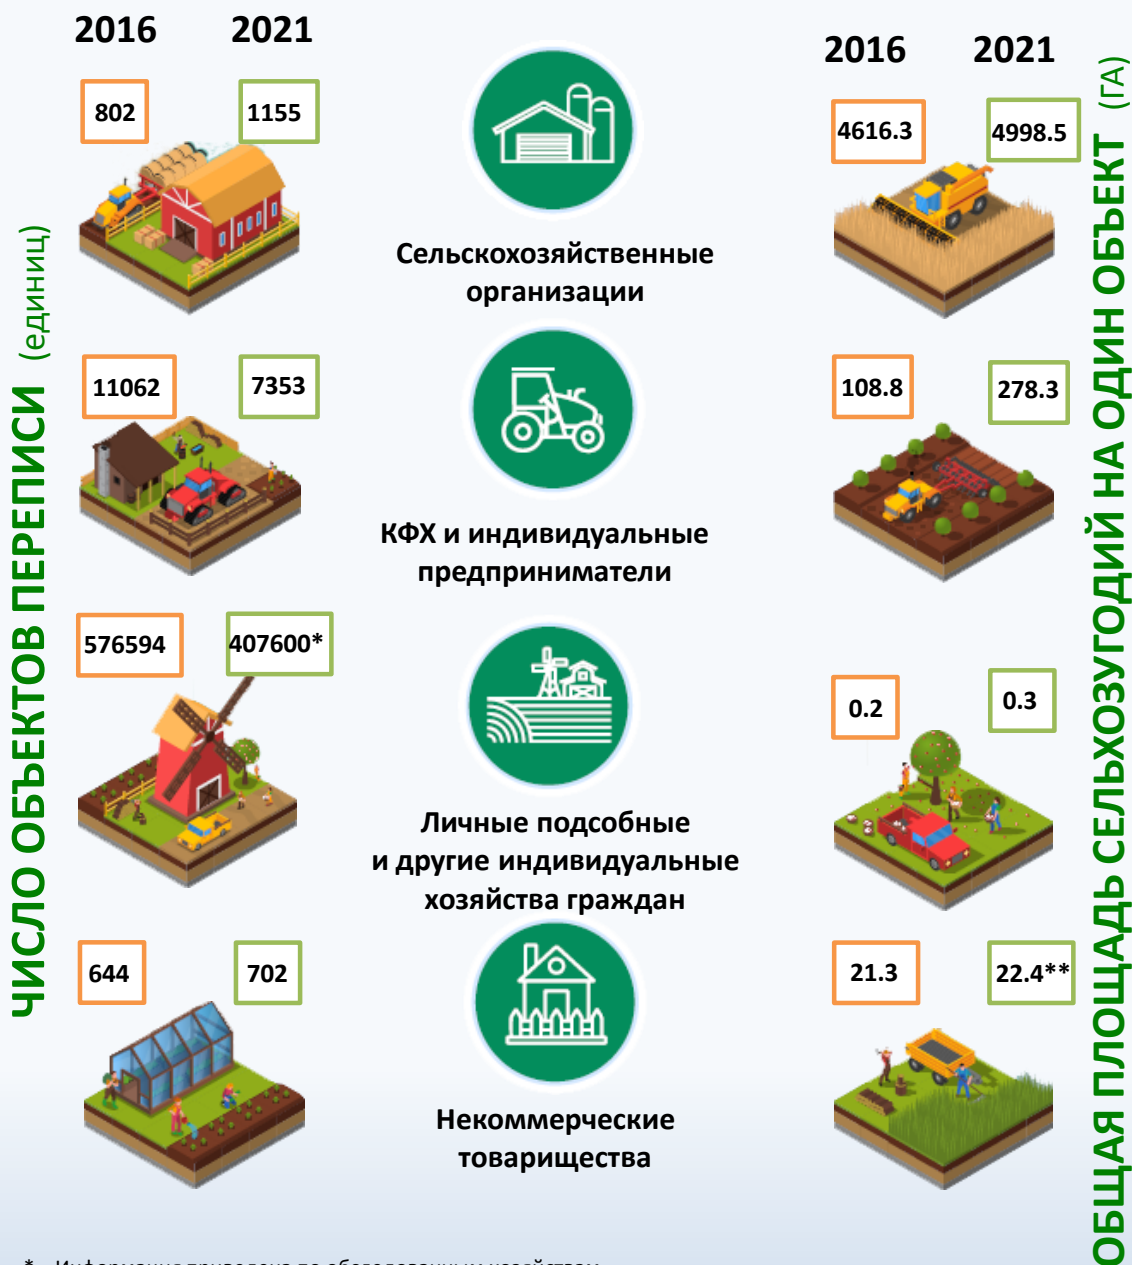 2016 2021
2016 2021
802 1155
4616.3 4998.5
Сельскохозяйственные
организации
11062 7353
108.8 278.3
КФХ и индивидуальные
предприниматели
576594 407600*
0.2 0.3
Личные подсобные
и другие индивидуальные
хозяйства граждан
644 702
21.3 22.4**
Некоммерческие
товарищества
ЧИСЛО ОБЪЕКТОВ ПЕРЕПИСИ (единиц)
ОБЩАЯ ПЛОЩАДЬ СЕЛЬХОЗУГОДИЙ НА ОДИН ОБЪЕКТ (ГА)